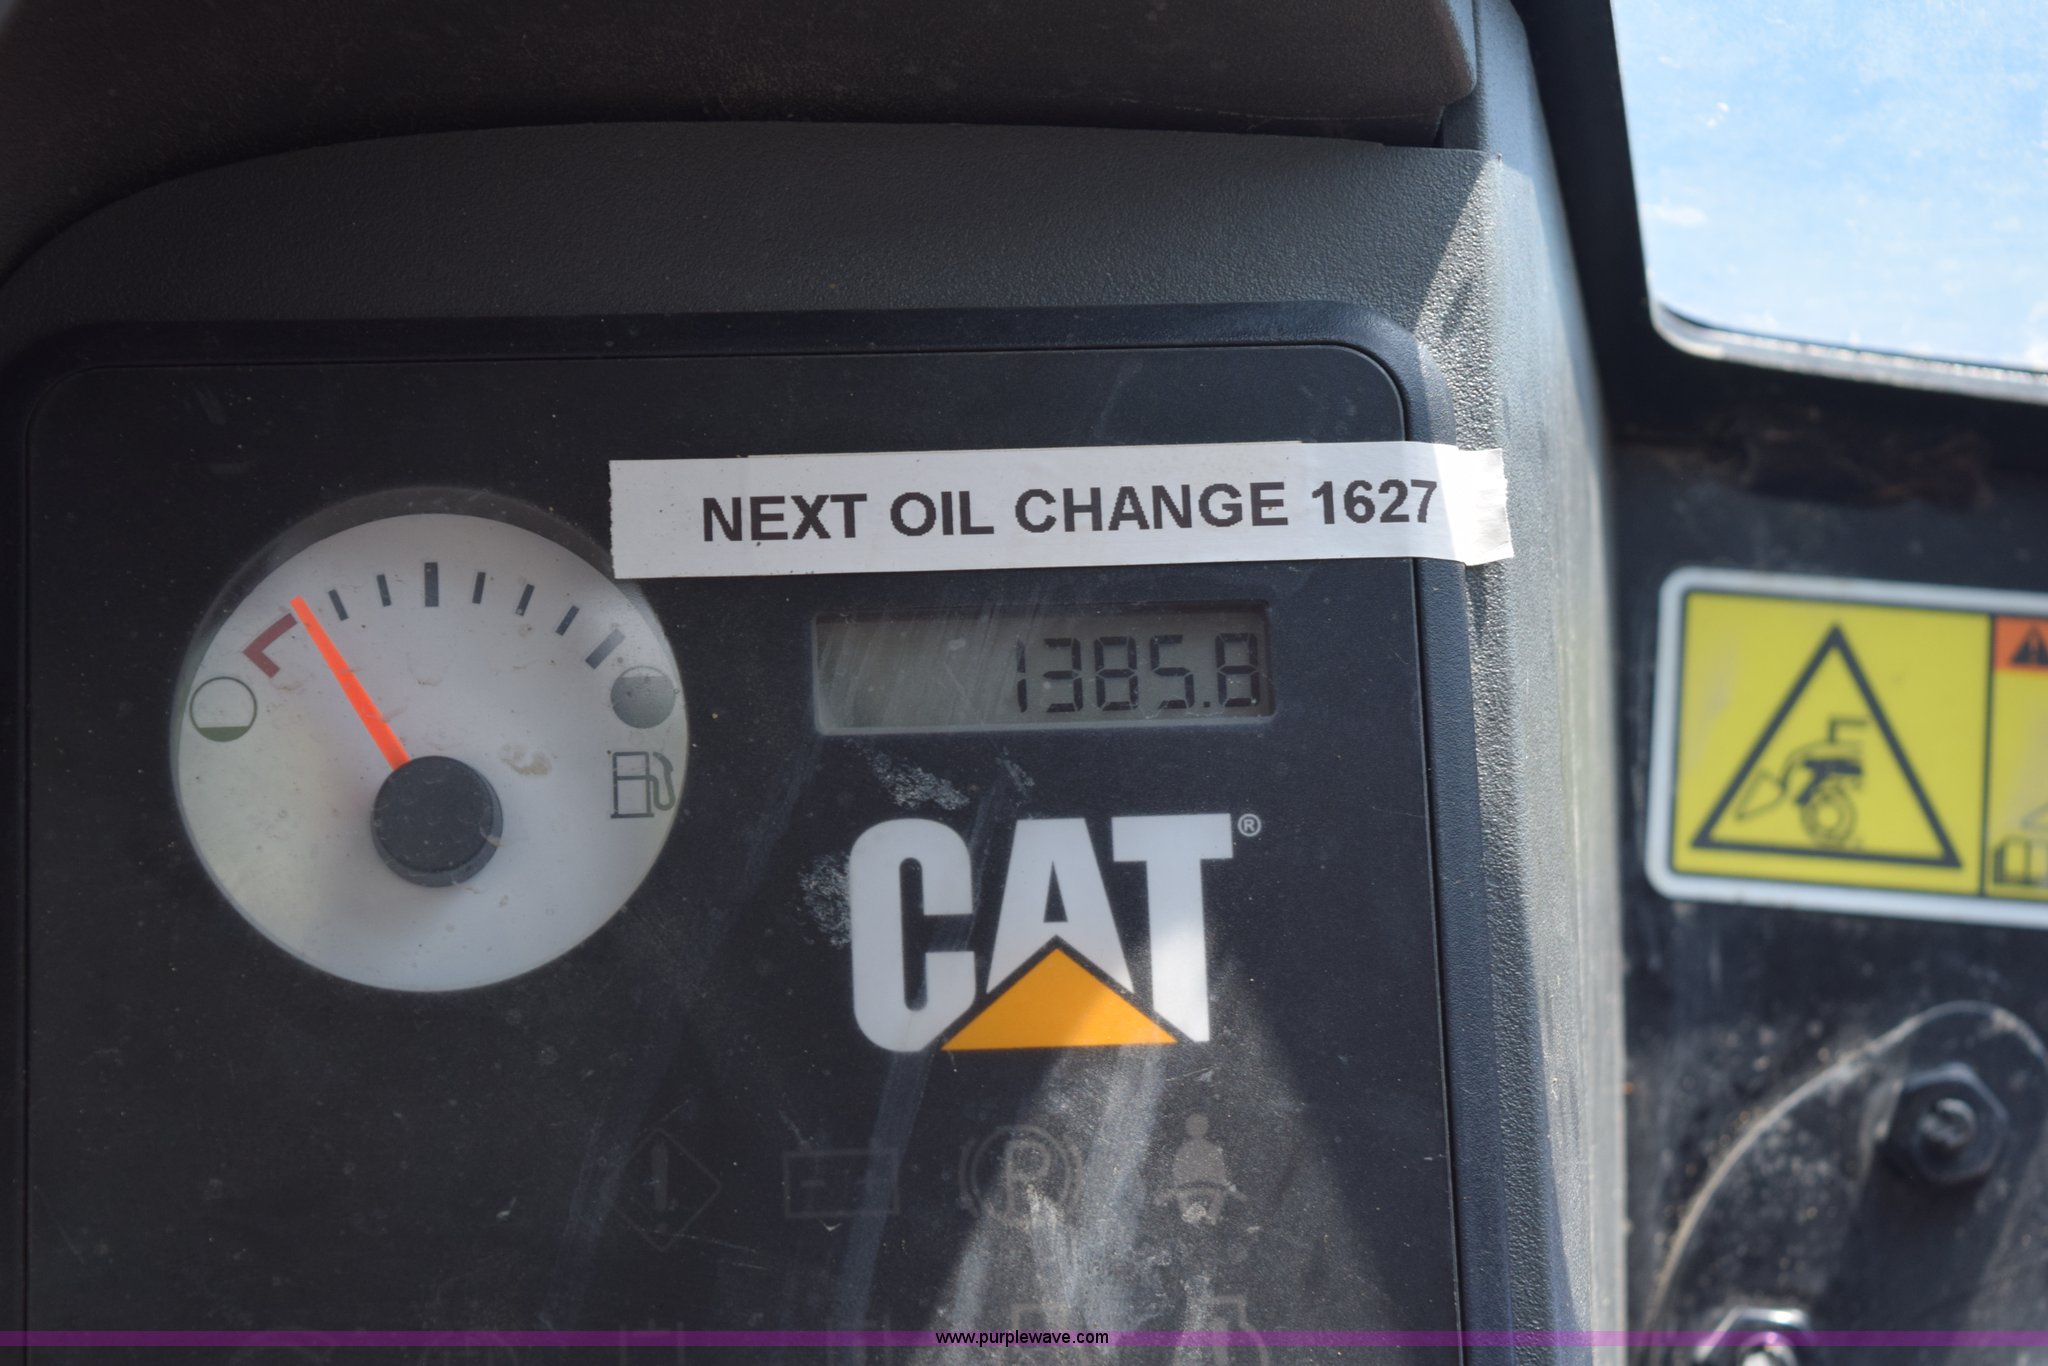 NEXT OIL CHANGE 1627
1385.8
CAT®
P
www.purplewave.com